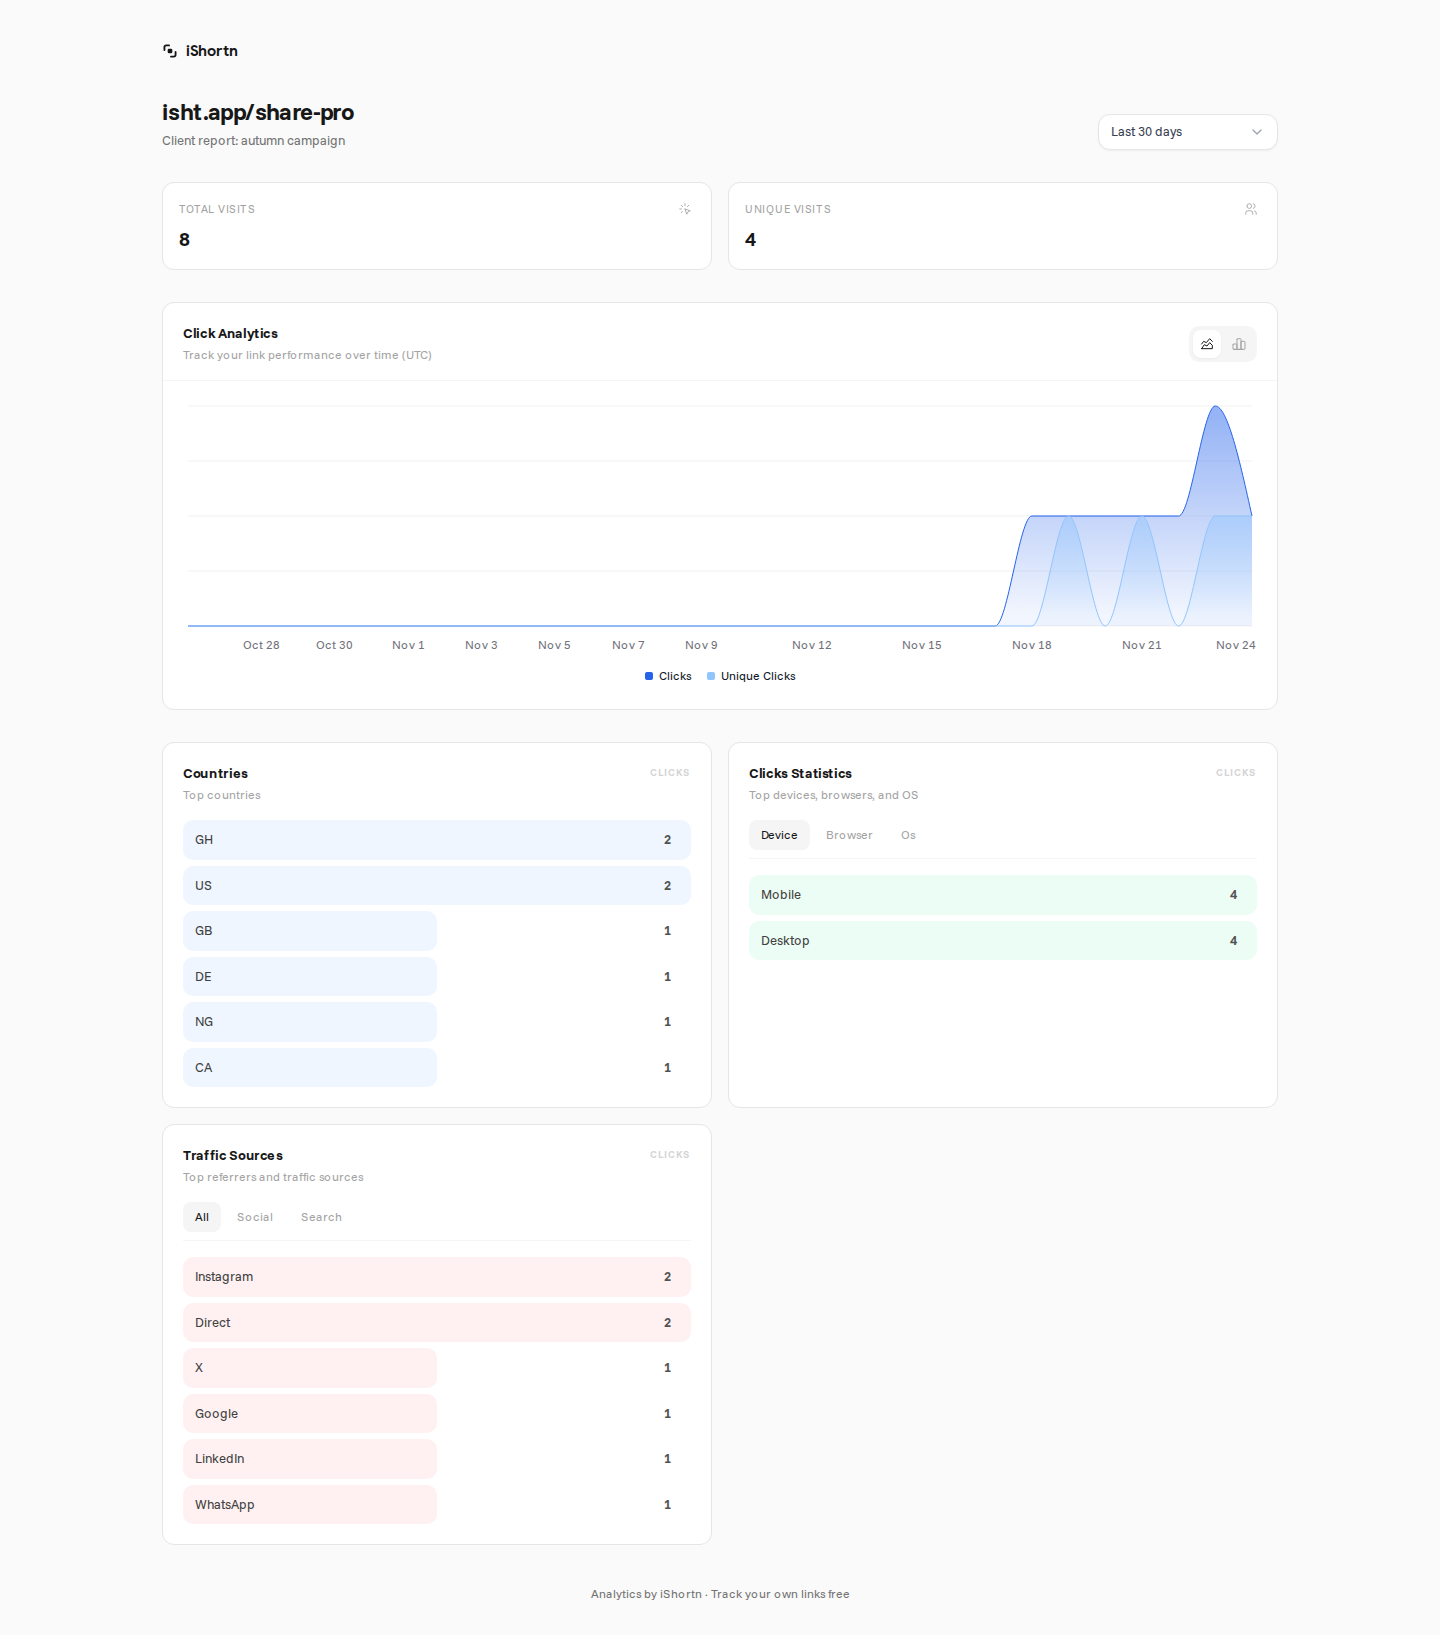 iShortn
isht.app/share-pro
Client report: autumn campaign
Last 30 days
TOTAL VISITS
8
UNIQUE VISITS
4
Click Analytics
Track your link performance over time (UTC)
Oct 28 Oct 30 Nov 1 Nov 3 Nov 5 Nov 7 Nov 9 Nov 12 Nov 15 Nov 18 Nov 21 Nov 24
Clicks Unique Clicks
Countries CLICKS
Top countries
GH 2
US 2
GB 1
DE 1
NG 1
CA 1
Clicks Statistics CLICKS
Top devices, browsers, and OS
Device Browser Os
Mobile 4
Desktop 4
Traffic Sources CLICKS
Top referrers and traffic sources
All Social Search
Instagram 2
Direct 2
X 1
Google 1
LinkedIn 1
WhatsApp 1
Analytics by iShortn · Track your own links free